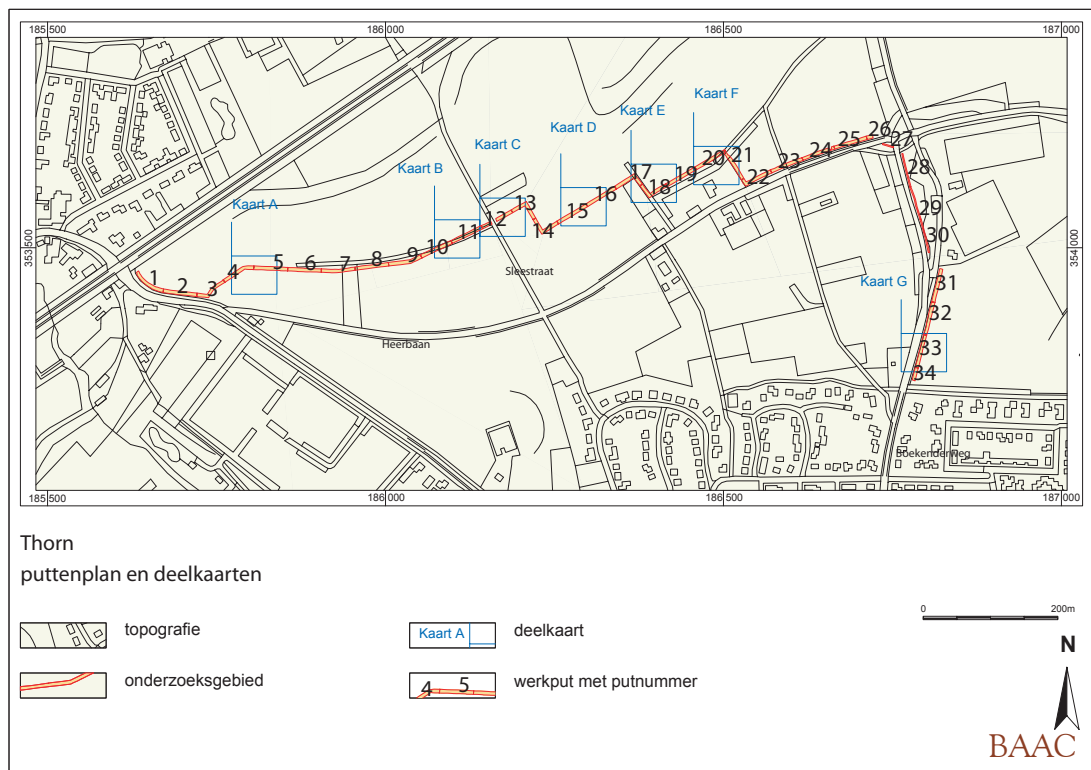 185 500 186 000 186 500 187 000
353 500
354 000
Kaart A
Kaart B
Kaart C
Kaart D
Kaart E
Kaart F
Kaart G
1 2 3 4 5 6 7 8 9 10 11 12 13 14 15 16 17 18 19 20 21 22 23 24 25 26 27 28 29 30 31 32 33 34
Sleestraat
Heerbaan
Boekenderweg
185 500 186 000 186 500 187 000
Thorn
puttenplan en deelkaarten
topografie
onderzoeksgebied
Kaart A deelkaart
4 5 werkput met putnummer
0 200m
N
BAAC